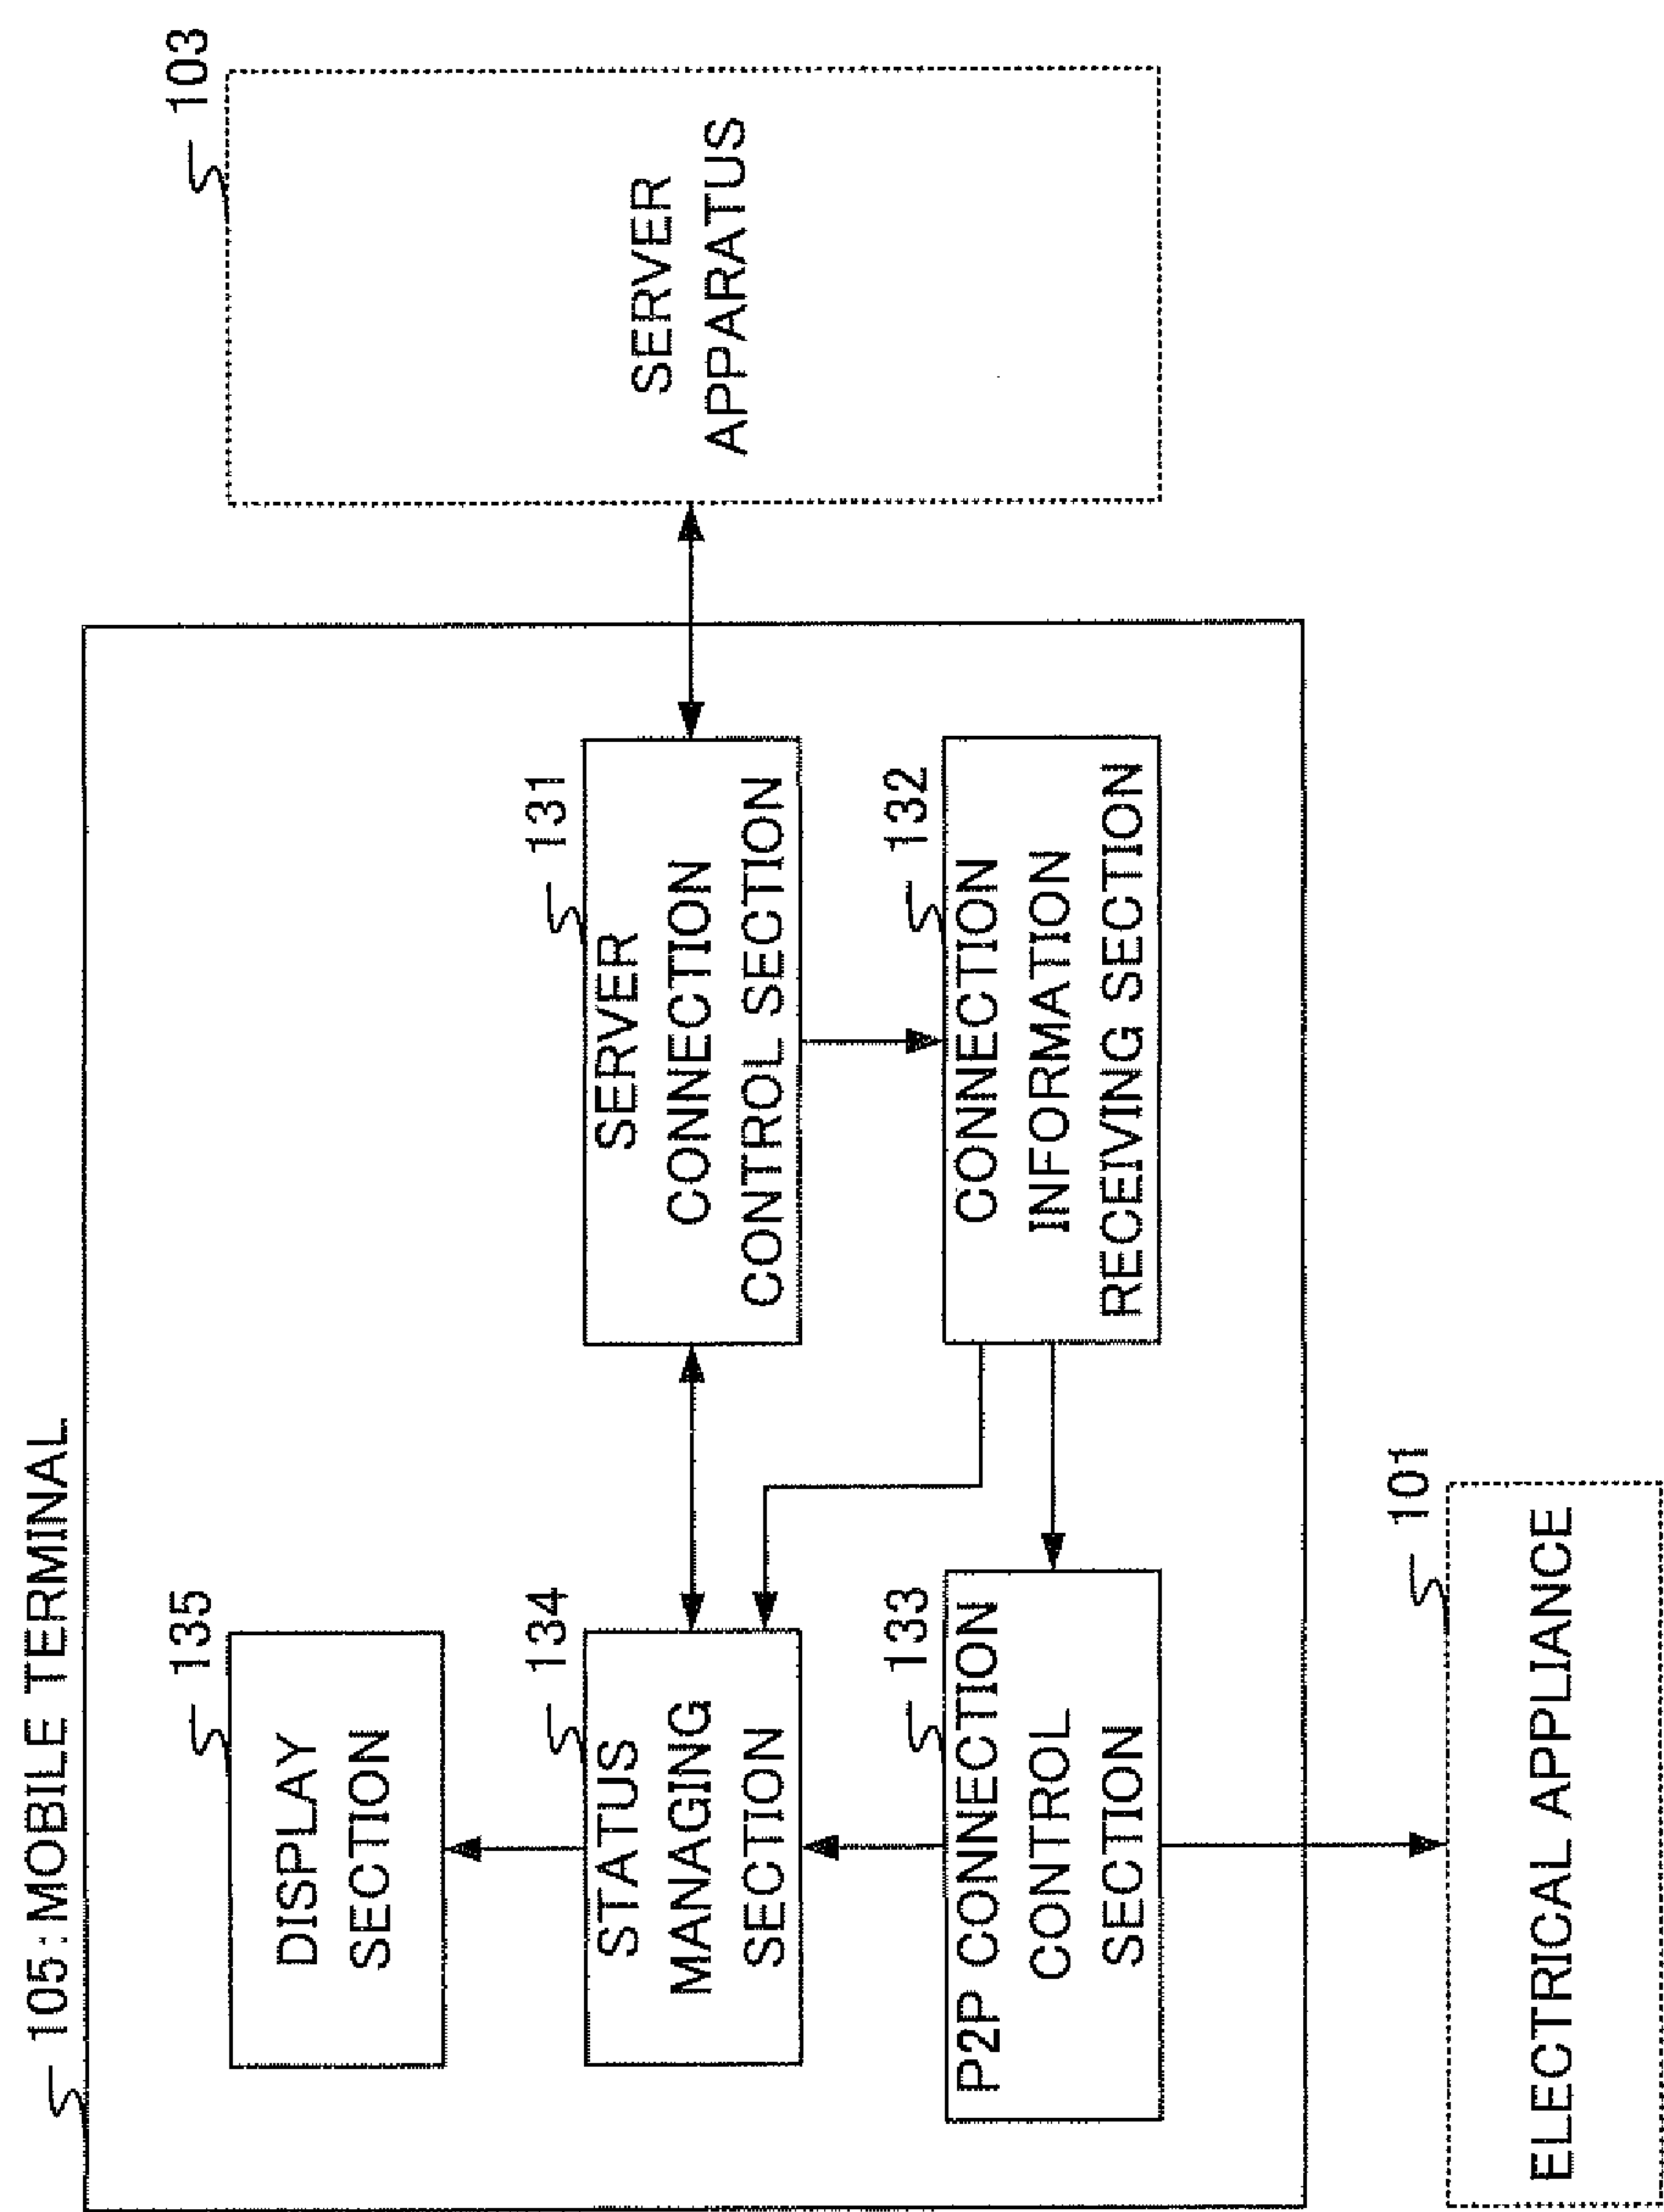 105:MOBILE TERMINAL
135
DISPLAY
SECTION
103
SERVER
APPARATUS
134
STATUS
MANAGING
SECTION
131
SERVER
CONNECTION
CONTROL SECTION
133
P2P CONNECTION
CONTROL
SECTION
132
CONNECTION
INFORMATION
RECEIVING SECTION
101
ELECTRICAL APPLIANCE